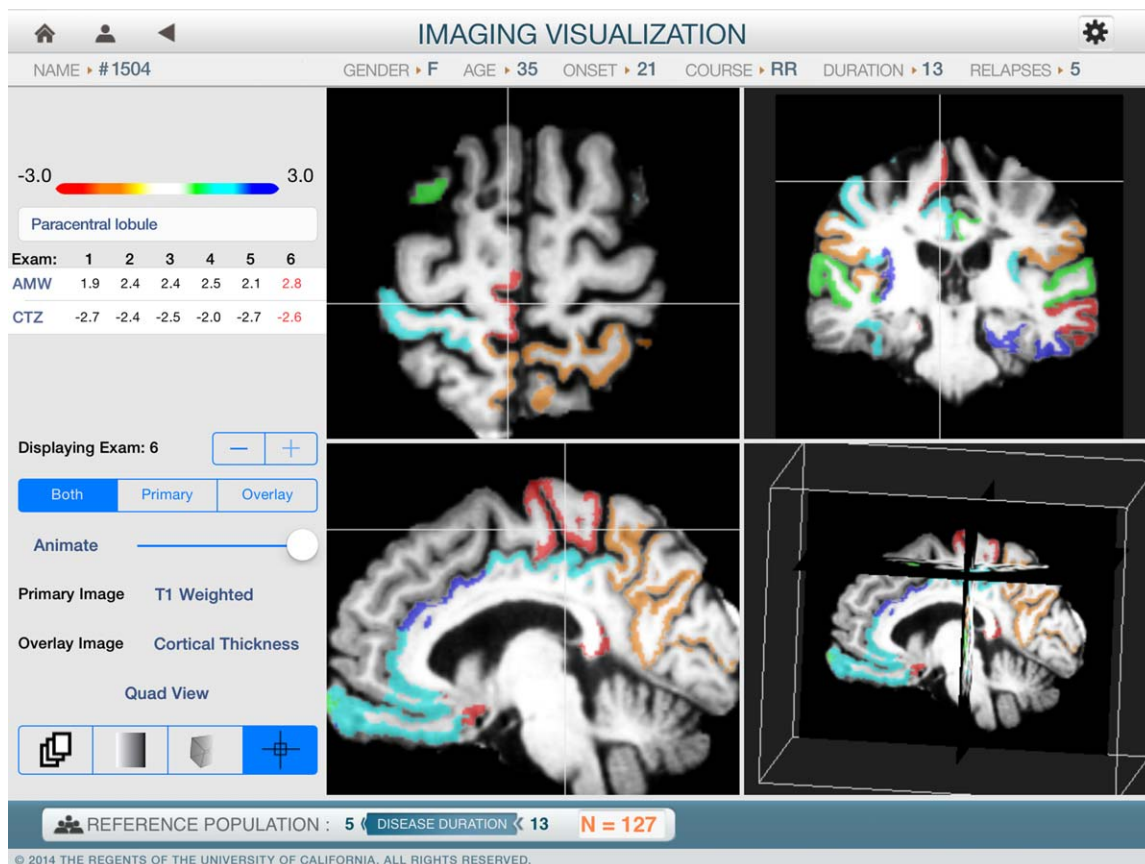 IMAGING VISUALIZATION
NAME ▸ #1504 GENDER ▸ F AGE ▸ 35 ONSET ▸ 21 COURSE ▸ RR DURATION ▸ 13 RELAPSES ▸ 5
-3.0 3.0
Paracentral lobule
Exam: 1 2 3 4 5 6
AMW 1.9 2.4 2.4 2.5 2.1 2.8
CTZ -2.7 -2.4 -2.5 -2.0 -2.7 -2.6
Displaying Exam: 6 − +
Both Primary Overlay
Animate
Primary Image T1 Weighted
Overlay Image Cortical Thickness
Quad View
REFERENCE POPULATION : 5 DISEASE DURATION 13 N = 127
© 2014 THE REGENTS OF THE UNIVERSITY OF CALIFORNIA. ALL RIGHTS RESERVED.